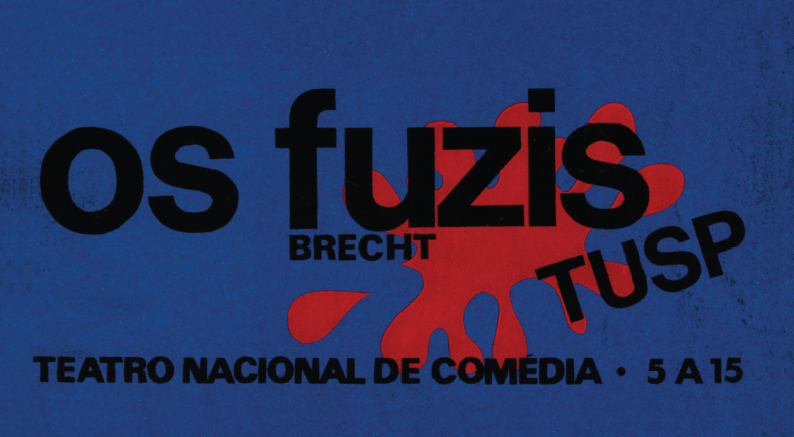 os fuzis
BRECHT
TUSP
TEATRO NACIONAL DE COMÉDIA · 5 A 15